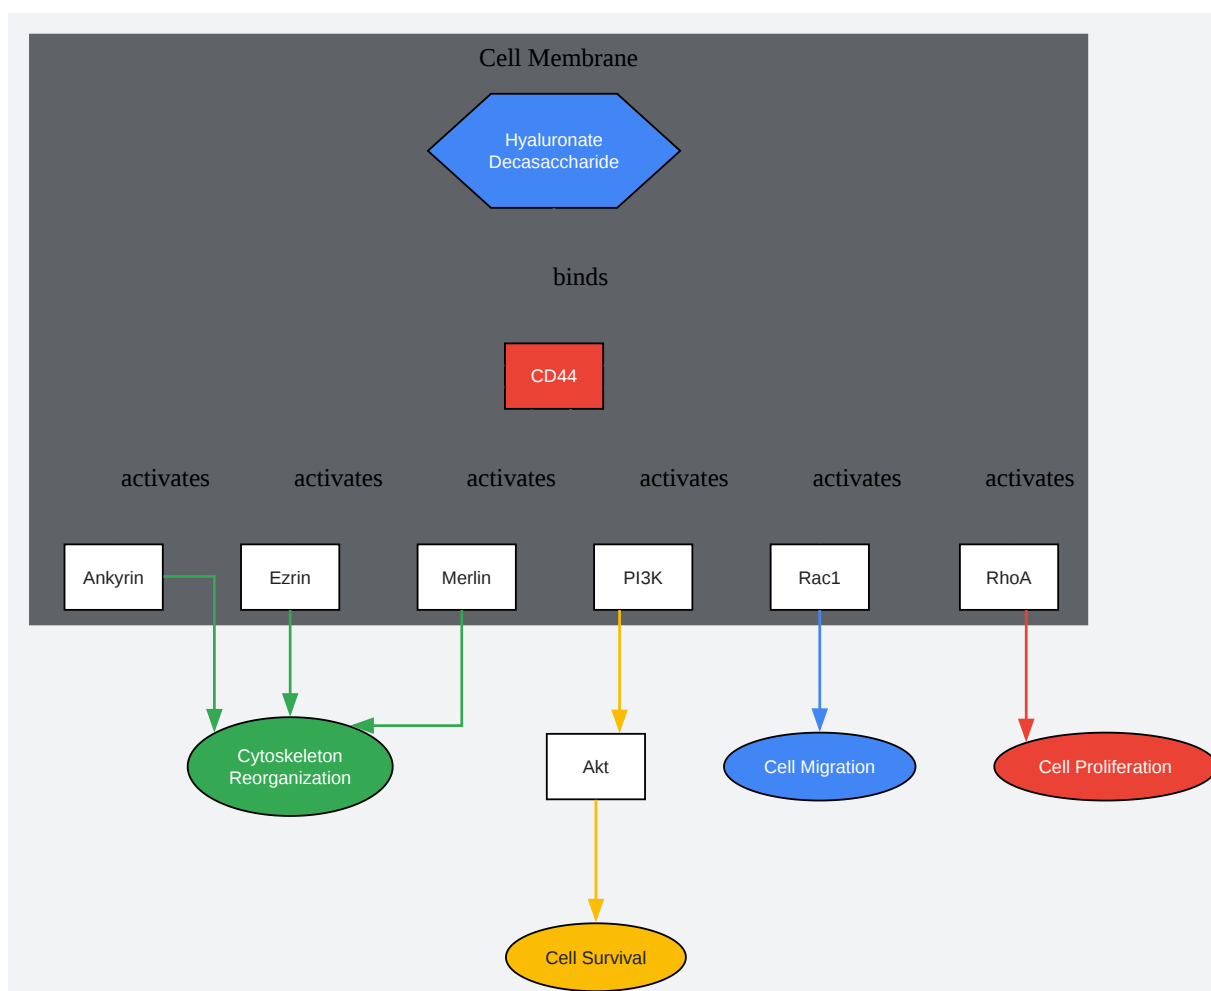 Cell Membrane
Hyaluronate
Decasaccharide
binds
CD44
activates activates activates activates activates activates
Ankyrin Ezrin Merlin PI3K Rac1 RhoA
Cytoskeleton
Reorganization
Akt
Cell Migration
Cell Proliferation
Cell Survival